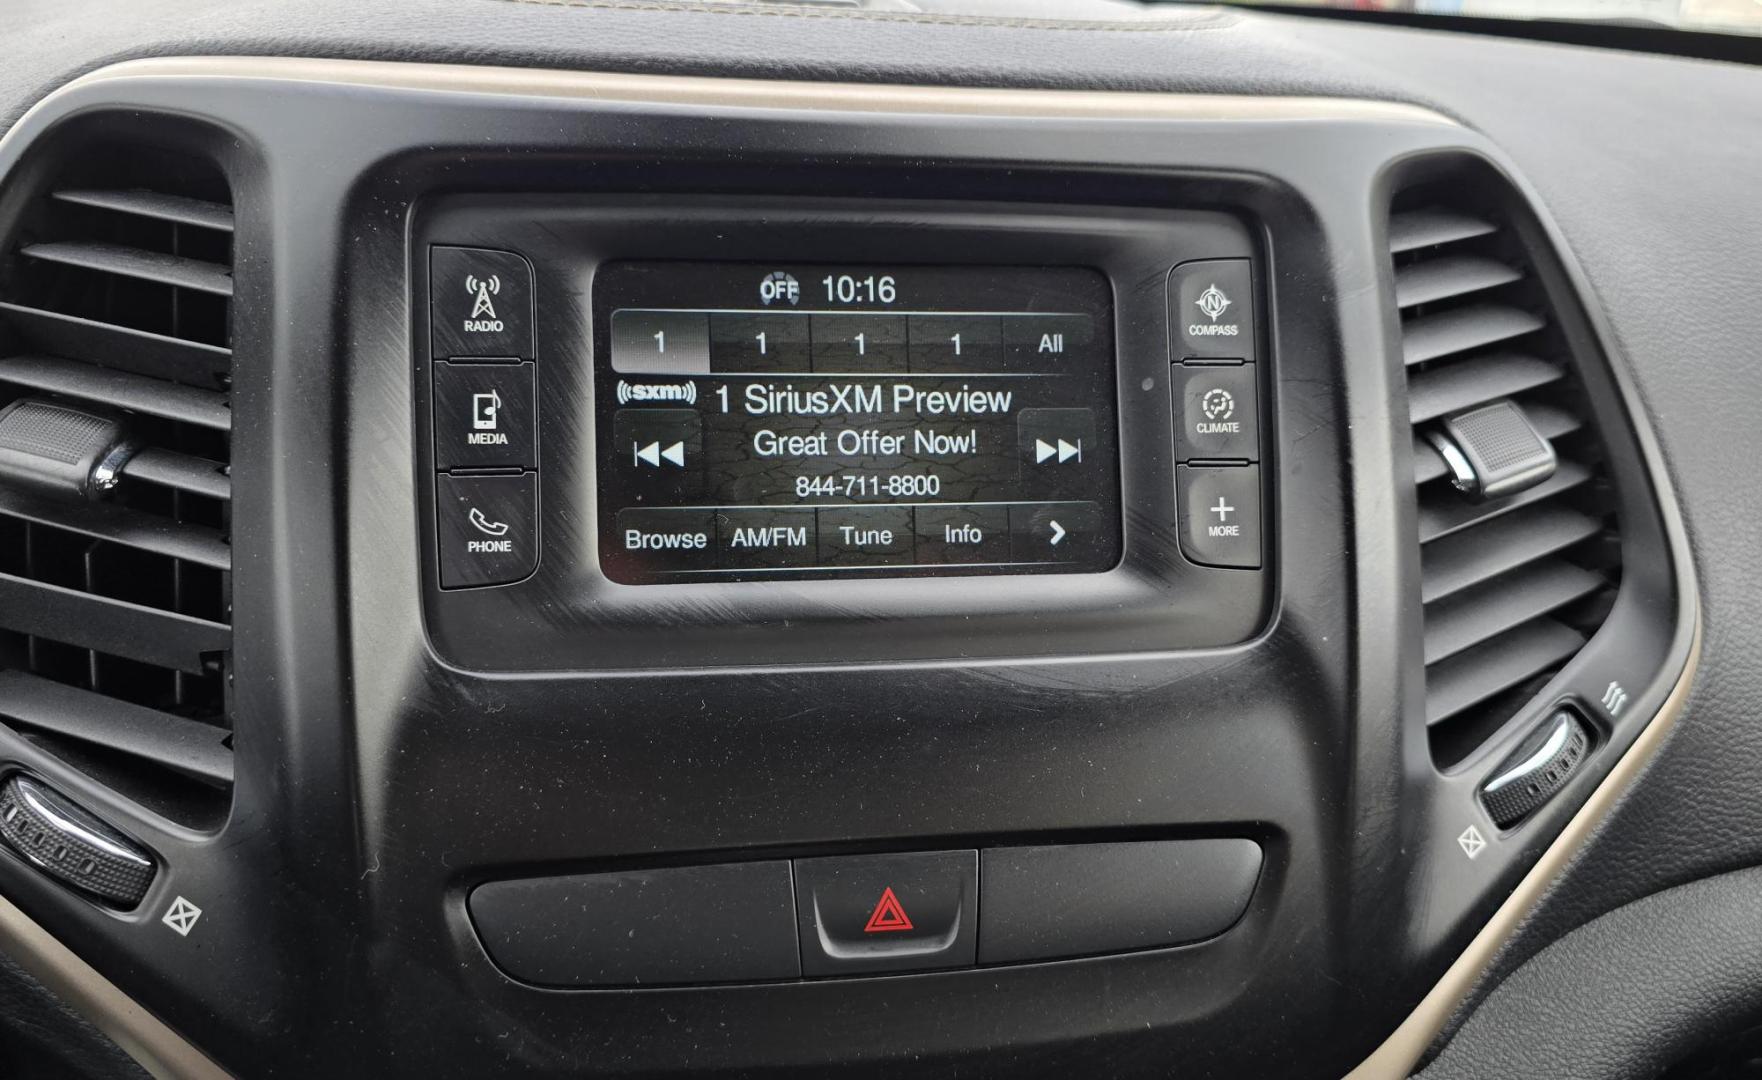 OFF 10:16
1 1 1 1 All
((sxm)) 1 SiriusXM Preview
Great Offer Now!
844-711-8800
Browse AM/FM Tune Info
RADIO
MEDIA
PHONE
N
COMPASS
CLIMATE
MORE